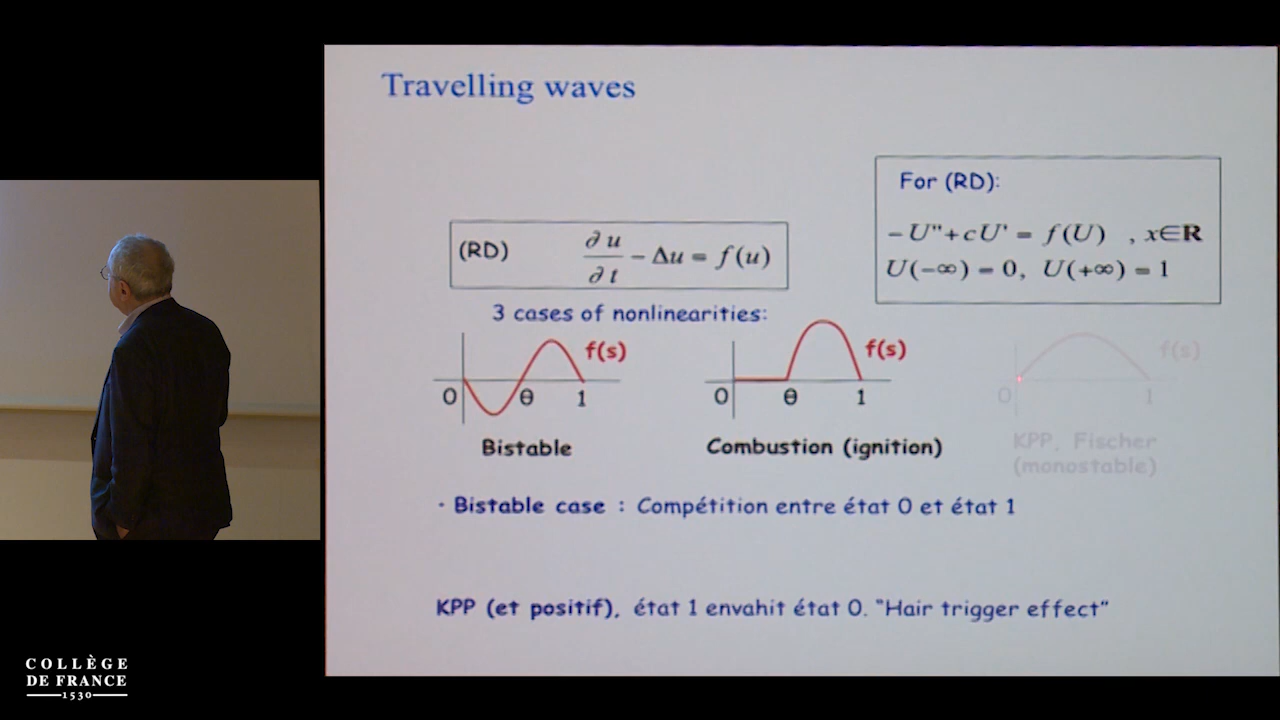 Travelling waves
For (RD):
- U"+cU' = f(U) , x∈R
U(-∞) = 0, U(+∞) = 1
(RD) ∂u/∂t - Δu = f(u)
3 cases of nonlinearities:
f(s)
0 θ 1
Bistable
f(s)
0 θ 1
Combustion (ignition)
f(s)
0 1
KPP, Fischer
(monostable)
· Bistable case : Compétition entre état 0 et état 1
KPP (et positif), état 1 envahit état 0. "Hair trigger effect"
COLLÈGE
DE FRANCE
1530